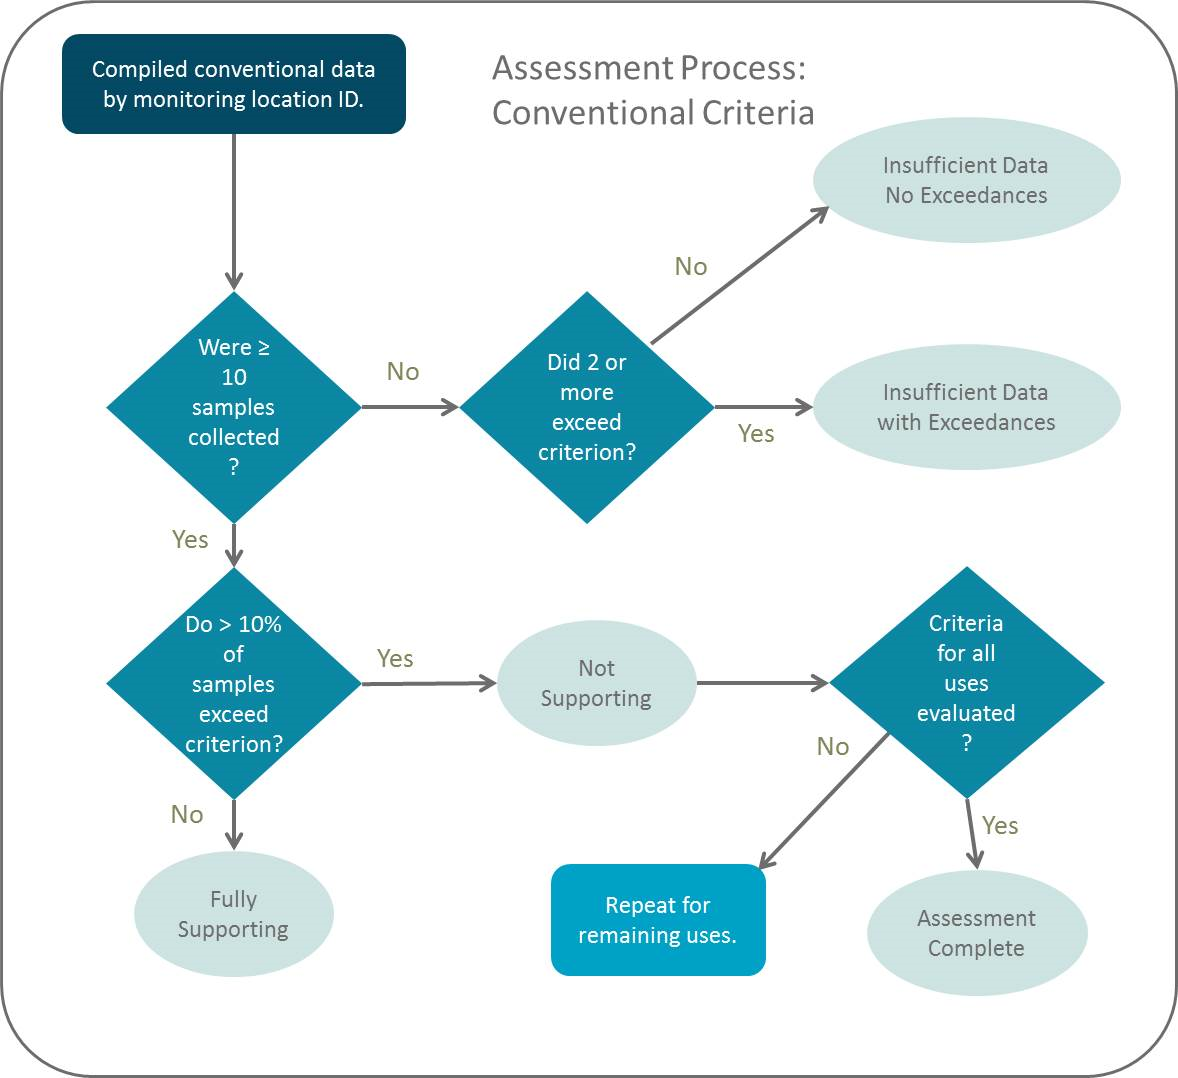 Compiled conventional data
by monitoring location ID.
Assessment Process:
Conventional Criteria
Insufficient Data
No Exceedances
No
Were ≥
10
samples
collected
?
No
Did 2 or
more
exceed
criterion?
Yes
Insufficient Data
with Exceedances
Yes
Do > 10%
of
samples
exceed
criterion?
Yes
Not
Supporting
Criteria
for all
uses
evaluated
?
No
Yes
No
Fully
Supporting
Repeat for
remaining uses.
Assessment
Complete